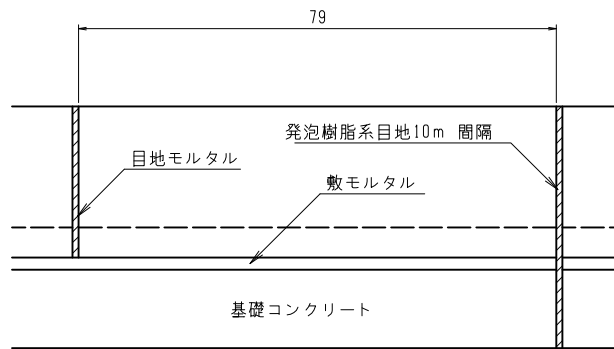 79
発泡樹脂系目地10m 間隔
目地モルタル
敷モルタル
基礎コンクリート